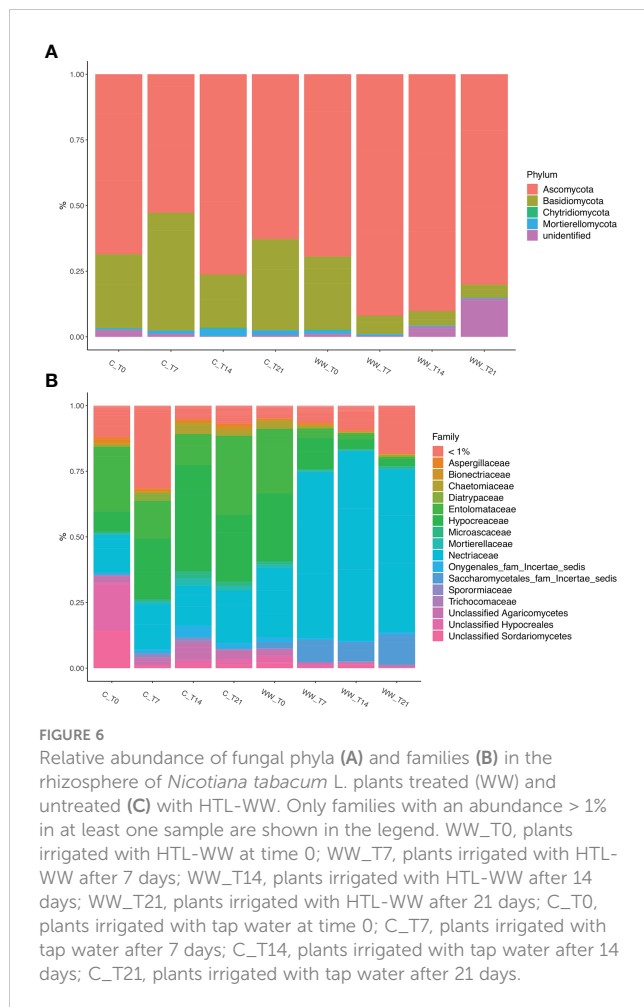 A
1.00
0.75
0.50
0.25
0.00
%
C_T0
C_T7
C_T14
C_T21
WW_T0
WW_T7
WW_T14
WW_T21
Phylum
Ascomycota
Basidiomycota
Chytridiomycota
Mortierellomycota
unidentified
B
1.00
0.75
0.50
0.25
0.00
%
C_T0
C_T7
C_T14
C_T21
WW_T0
WW_T7
WW_T14
WW_T21
Family
< 1%
Aspergillaceae
Bionectriaceae
Chaetomiaceae
Diatrypaceae
Entolomataceae
Hypocreaceae
Microascaceae
Mortierellaceae
Nectriaceae
Onygenales_fam_Incertae_sedis
Saccharomycetales_fam_Incertae_sedis
Sporormiaceae
Trichocomaceae
Unclassified Agaricomycetes
Unclassified Hypocreales
Unclassified Sordariomycetes
FIGURE 6
Relative abundance of fungal phyla (A) and families (B) in the
rhizosphere of Nicotiana tabacum L. plants treated (WW) and
untreated (C) with HTL-WW. Only families with an abundance > 1%
in at least one sample are shown in the legend. WW_T0, plants
irrigated with HTL-WW at time 0; WW_T7, plants irrigated with HTL-
WW after 7 days; WW_T14, plants irrigated with HTL-WW after 14
days; WW_T21, plants irrigated with HTL-WW after 21 days; C_T0,
plants irrigated with tap water at time 0; C_T7, plants irrigated with
tap water after 7 days; C_T14, plants irrigated with tap water after 14
days; C_T21, plants irrigated with tap water after 21 days.